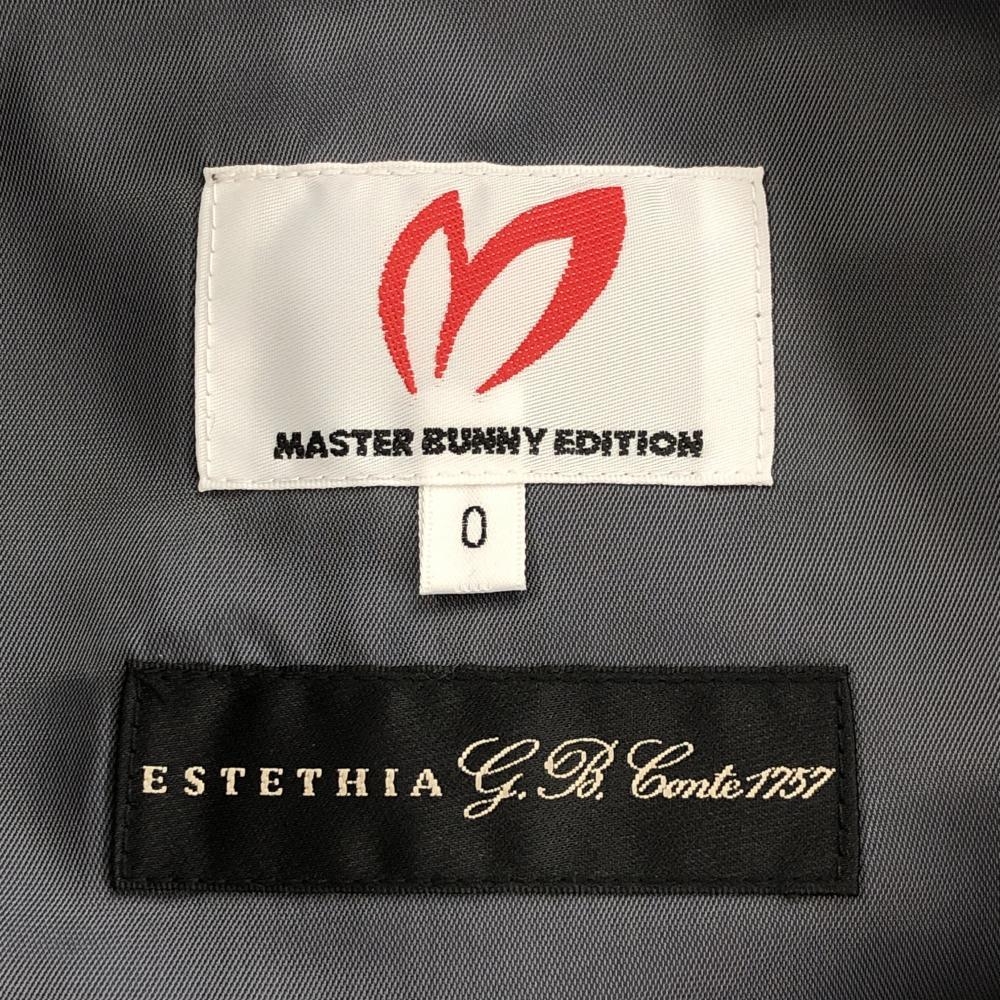 MASTER BUNNY EDITION
0
ESTETHIA G.B. Conte 1757